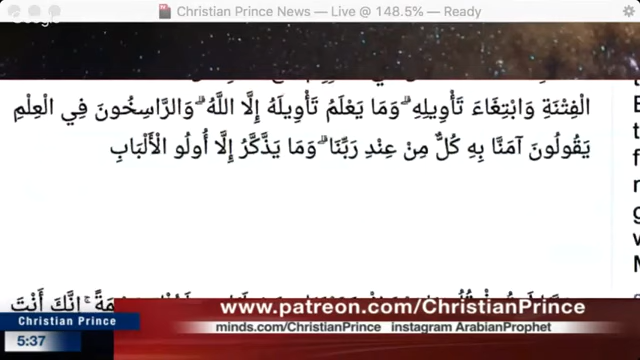 Christian Prince News — Live @ 148.5% — Ready
الْفِتْنَةِ وَابْتِغَاءَ تَأْوِيلِهِ ۗ وَمَا يَعْلَمُ تَأْوِيلَهُ إِلَّا اللَّهُ ۗ وَالرَّاسِخُونَ فِي الْعِلْمِ
يَقُولُونَ آمَنَّا بِهِ كُلٌّ مِنْ عِنْدِ رَبِّنَا ۗ وَمَا يَذَّكَّرُ إِلَّا أُولُو الْأَلْبَابِ
إِنَّكَ أَنْتَ
www.patreon.com/ChristianPrince
Christian Prince
minds.com/ChristianPrince instagram ArabianProphet
5:37